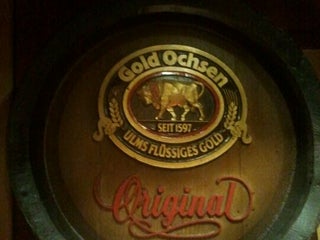 Gold Ochsen
SEIT 1597
ULMS FLÜSSIGES GOLD
Original